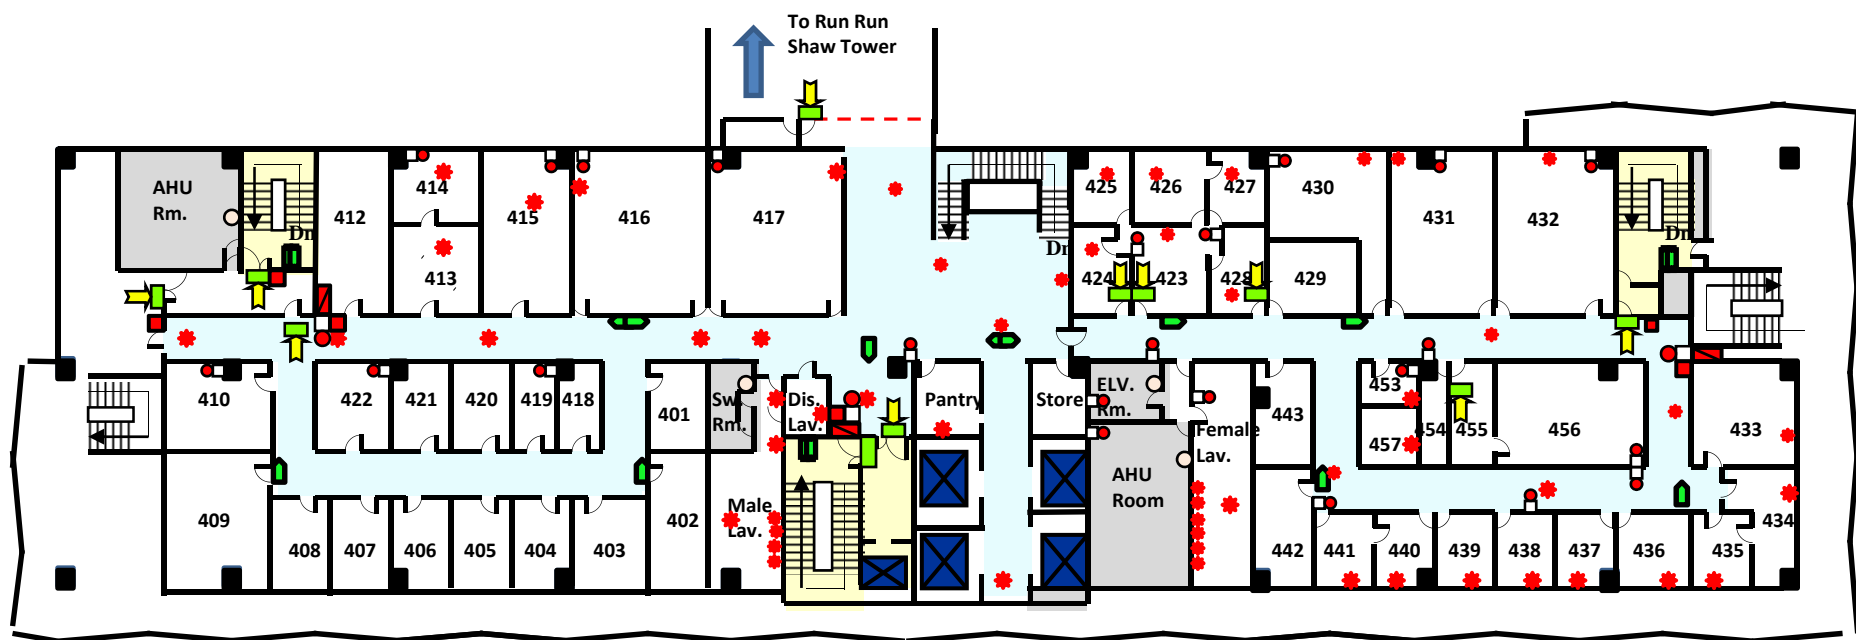 To Run Run
Shaw Tower
AHU
Rm.
412
414
415
416
417
425
426
427
430
431
432
413
424
423
428
429
Dn
Dn
Dn
410
422
421
420
419
418
401
Sw.
Rm.
Dis.
Lav.
Pantry
Store
ELV.
Rm.
Female
Lav.
443
453
457
454
455
456
433
409
408
407
406
405
404
403
402
Male
Lav.
AHU
Room
442
441
440
439
438
437
436
435
434